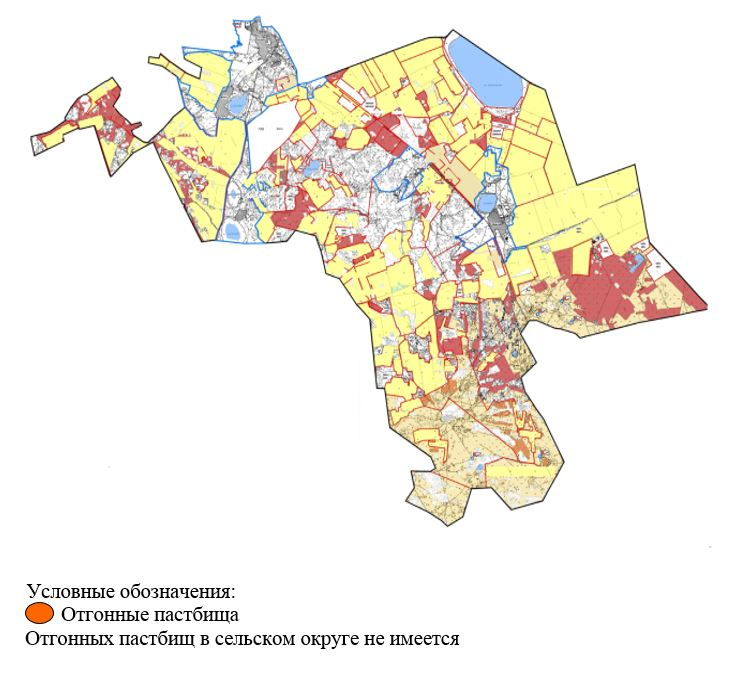 Условные обозначения:
Отгонные пастбища
Отгонных пастбищ в сельском округе не имеется